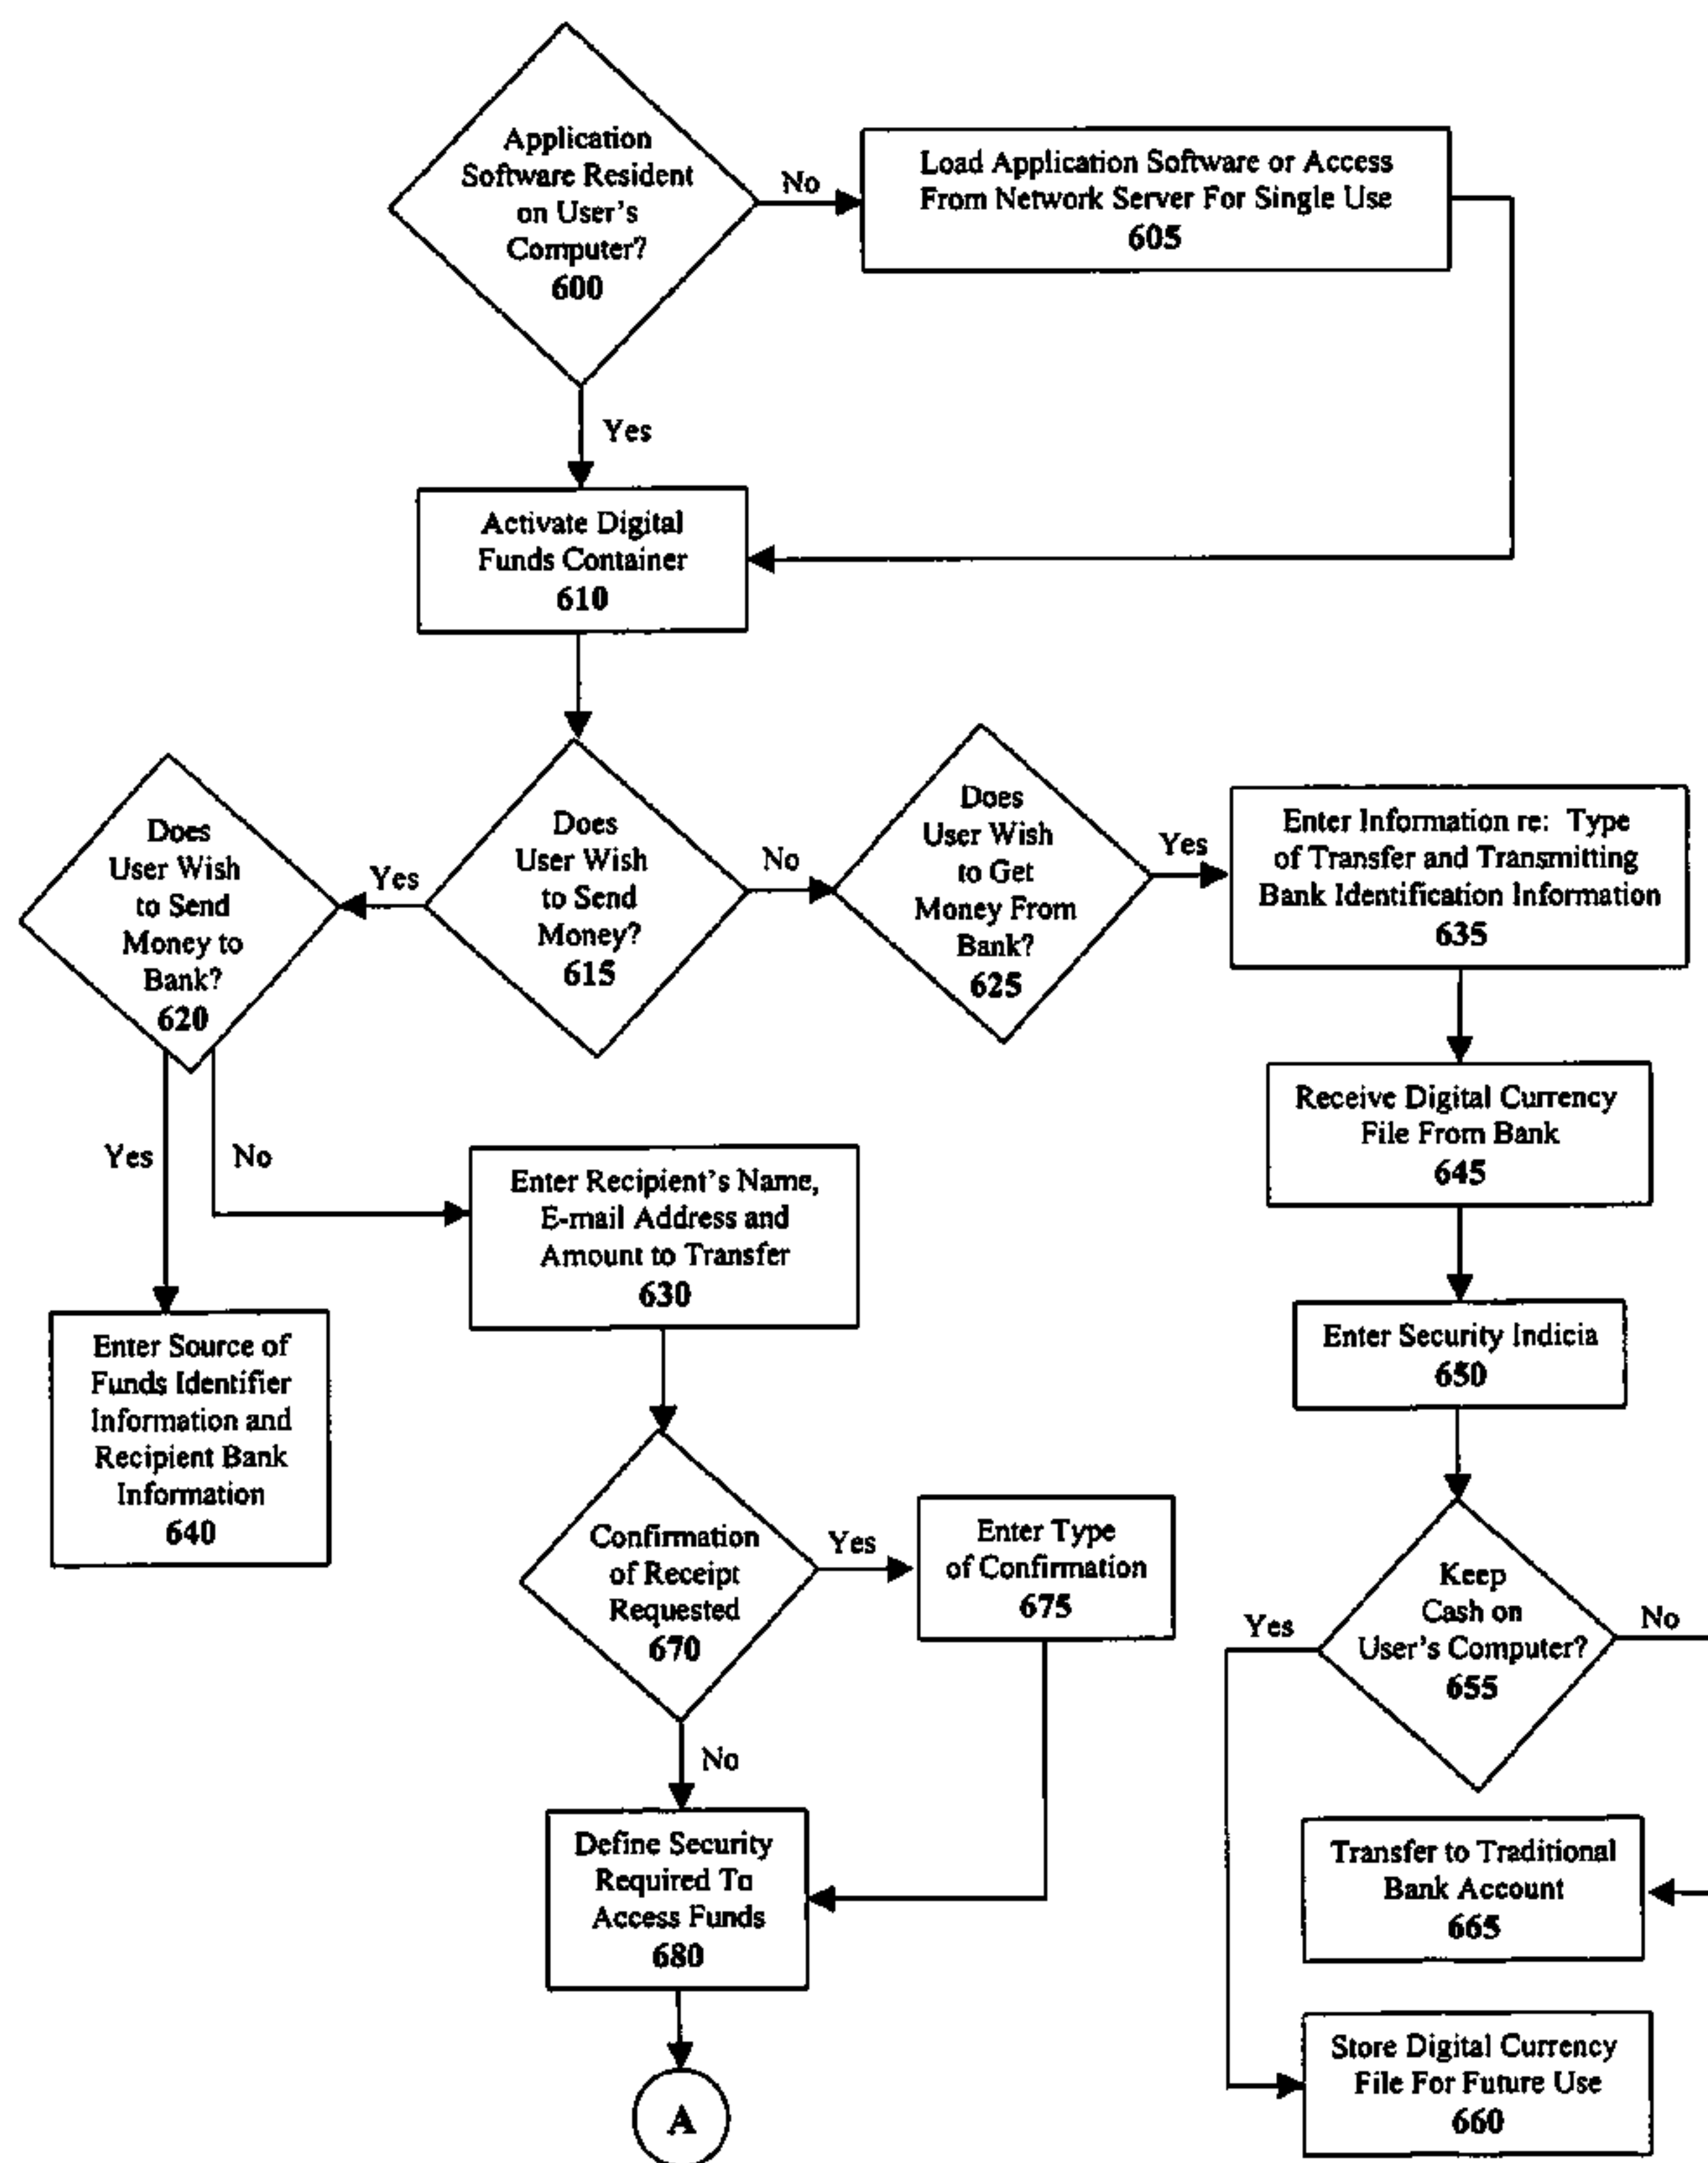 Application
Software Resident
on User's
Computer?
600
No
Load Application Software or Access
From Network Server For Single Use
605
Yes
Activate Digital
Funds Container
610
Does
User Wish
to Send
Money to
Bank?
620
Yes
Does
User Wish
to Send
Money?
615
No
Does
User Wish
to Get
Money From
Bank?
625
Yes
Enter Information re: Type
of Transfer and Transmitting
Bank Identification Information
635
Receive Digital Currency
File From Bank
645
Yes
No
Enter Recipient's Name,
E-mail Address and
Amount to Transfer
630
Enter Security Indicia
650
Enter Source of
Funds Identifier
Information and
Recipient Bank
Information
640
Confirmation
of Receipt
Requested
670
Yes
Enter Type
of Confirmation
675
Keep
Cash on
User's Computer?
655
Yes
No
No
Define Security
Required To
Access Funds
680
Transfer to Traditional
Bank Account
665
Store Digital Currency
File For Future Use
660
A